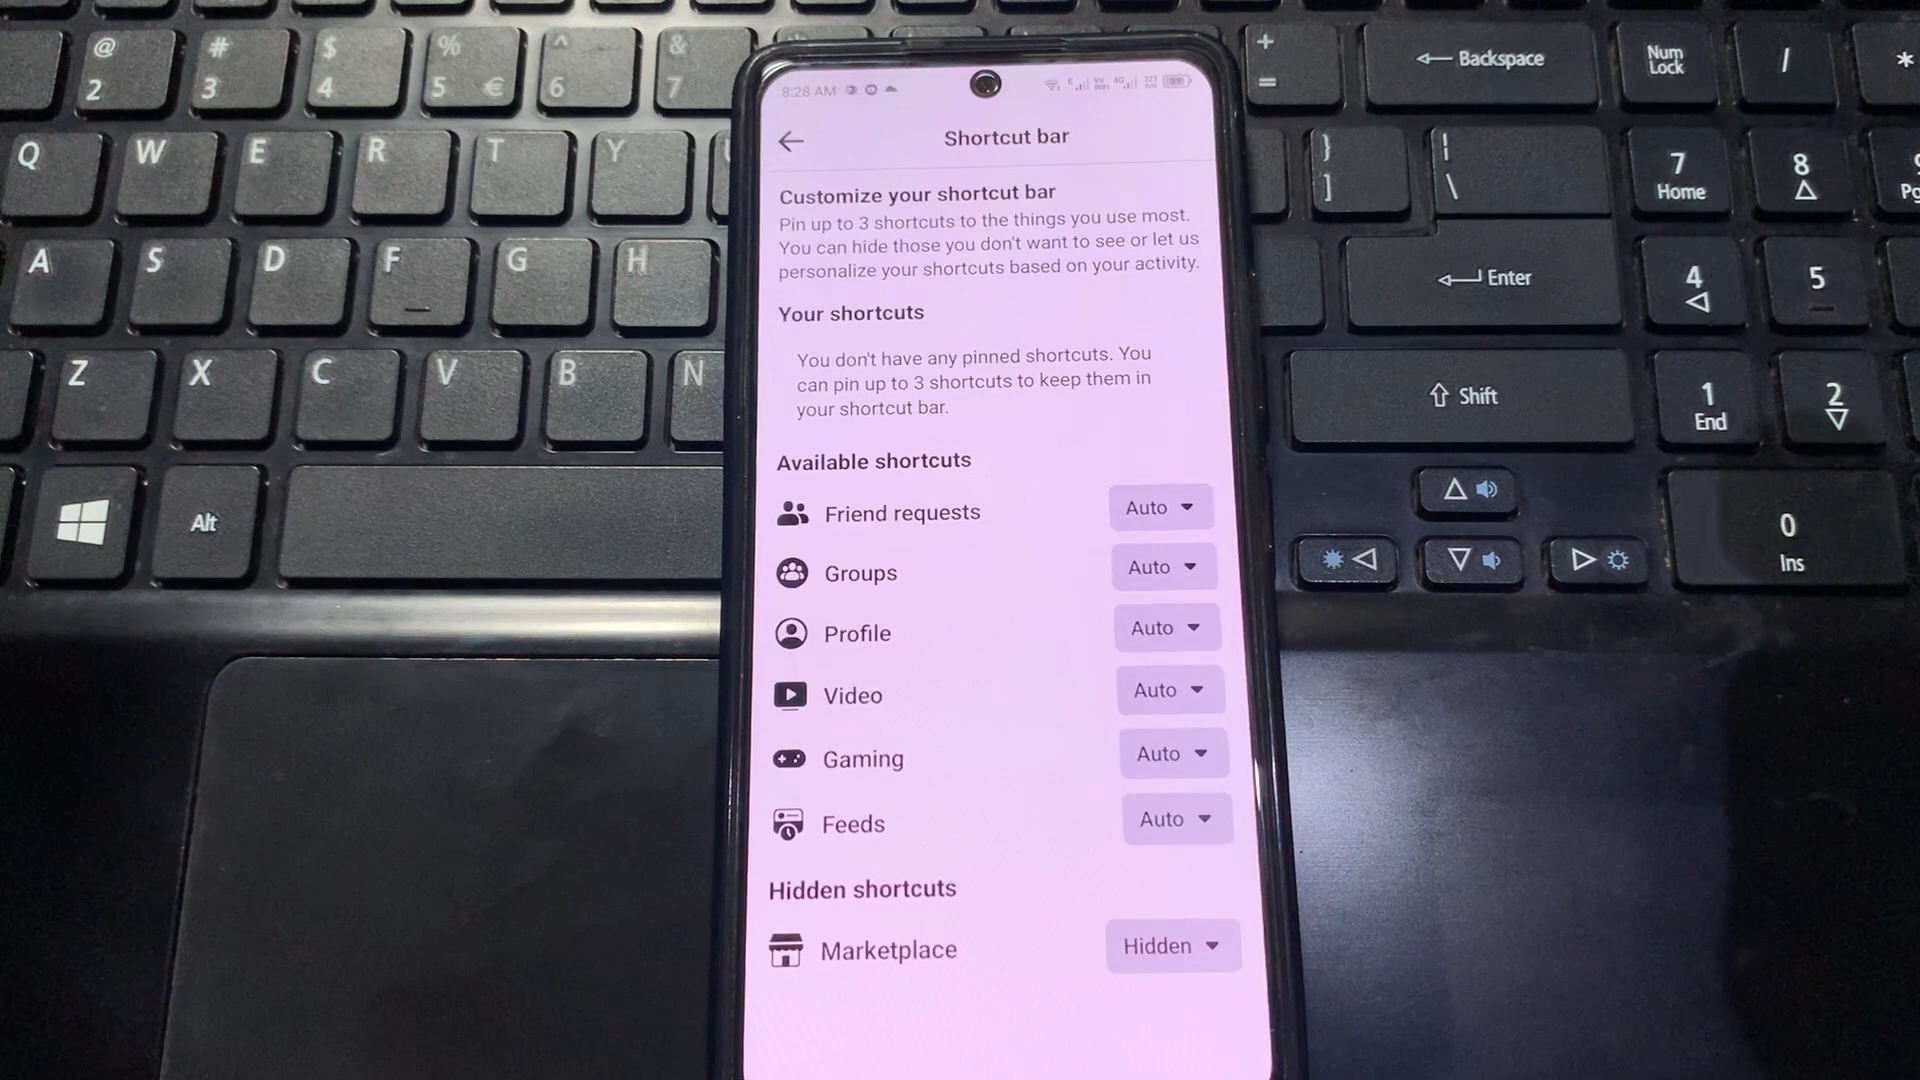 @ 2
# 3
$ 4
% 5 €
^ 6
& 7
+ =
Backspace
Num Lock
/
*
Q W E R T Y
} ]
| \
7 Home
8
A S D F G H
Enter
4
5
Z X C V B N
Shift
1 End
2
Alt
0 Ins
8:28 AM
Shortcut bar
Customize your shortcut bar
Pin up to 3 shortcuts to the things you use most.
You can hide those you don't want to see or let us
personalize your shortcuts based on your activity.
Your shortcuts
You don't have any pinned shortcuts. You
can pin up to 3 shortcuts to keep them in
your shortcut bar.
Available shortcuts
Friend requests Auto
Groups Auto
Profile Auto
Video Auto
Gaming Auto
Feeds Auto
Hidden shortcuts
Marketplace Hidden